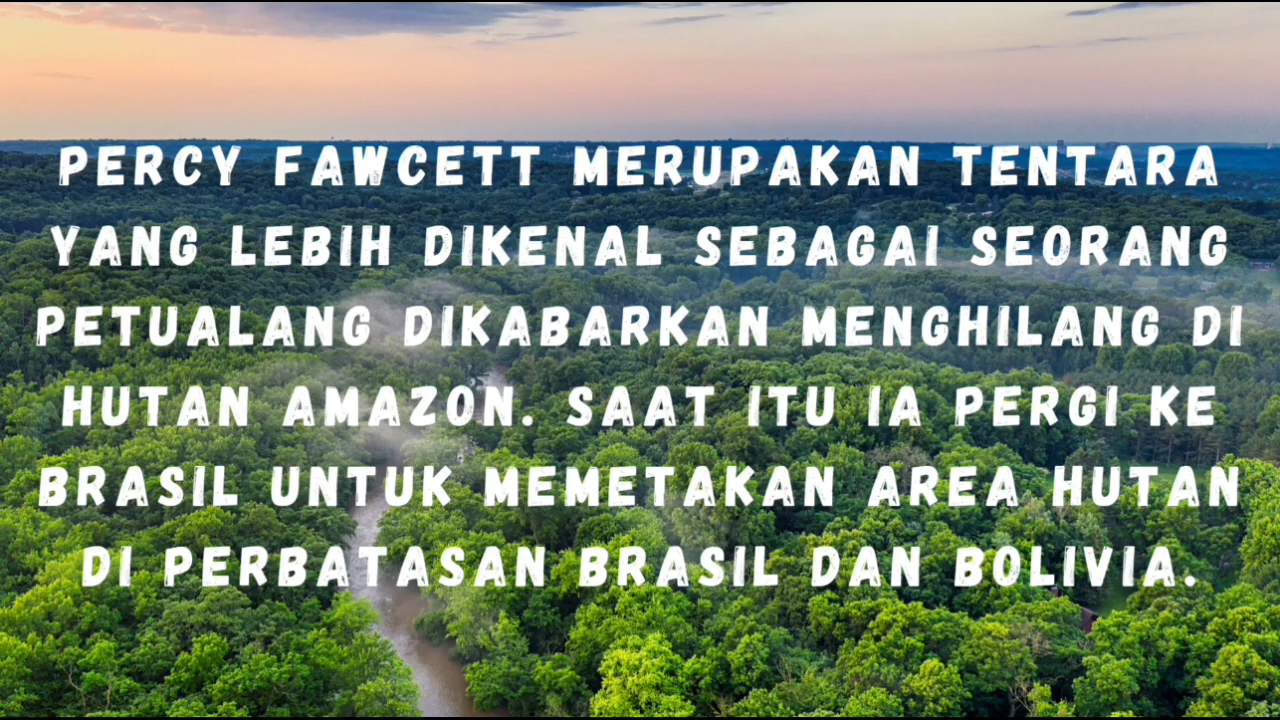 PERCY FAWCETT MERUPAKAN TENTARA
YANG LEBIH DIKENAL SEBAGAI SEORANG
PETUALANG DIKABARKAN MENGHILANG DI
HUTAN AMAZON. SAAT ITU IA PERGI KE
BRASIL UNTUK MEMETAKAN AREA HUTAN
DI PERBATASAN BRASIL DAN BOLIVIA.